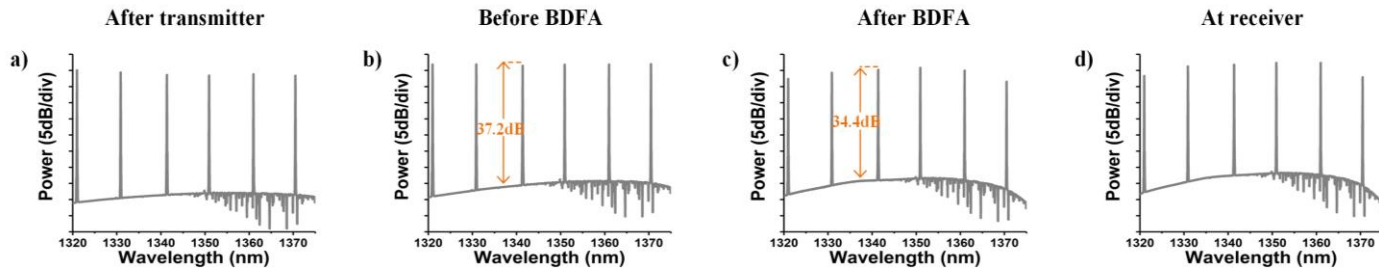 After transmitter
Before BDFA
After BDFA
At receiver
a)
Power (5dB/div)
1320 1330 1340 1350 1360 1370
Wavelength (nm)
b)
Power (5dB/div)
37.2dB
1320 1330 1340 1350 1360 1370
Wavelength (nm)
c)
Power (5dB/div)
34.4dB
1320 1330 1340 1350 1360 1370
Wavelength (nm)
d)
Power (5dB/div)
1320 1330 1340 1350 1360 1370
Wavelength (nm)